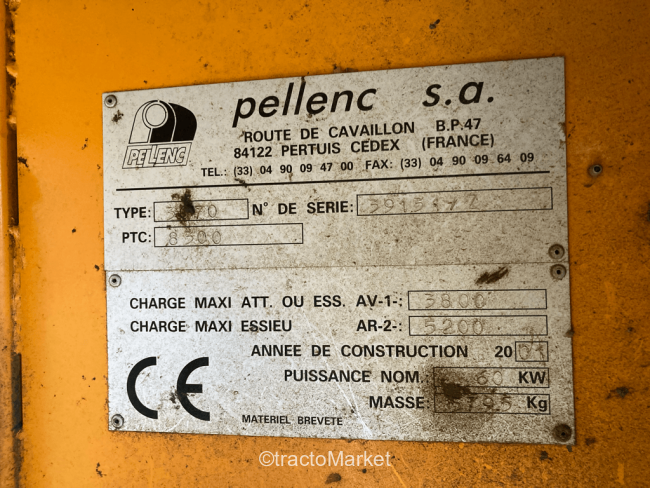 pellenc s.a.
PELLENC
ROUTE DE CAVAILLON B.P.47
84122 PERTUIS CEDEX (FRANCE)
TEL.: (33) 04 90 09 47 00 FAX: (33) 04 90 09 64 09
TYPE: N° DE SERIE:
PTC: 8500
CHARGE MAXI ATT. OU ESS. AV-1-: 3800
CHARGE MAXI ESSIEU AR-2-: 5200
ANNEE DE CONSTRUCTION 20 01
PUISSANCE NOM.: KW
MASSE: Kg
CE
MATERIEL BREVETE
©tractoMarket